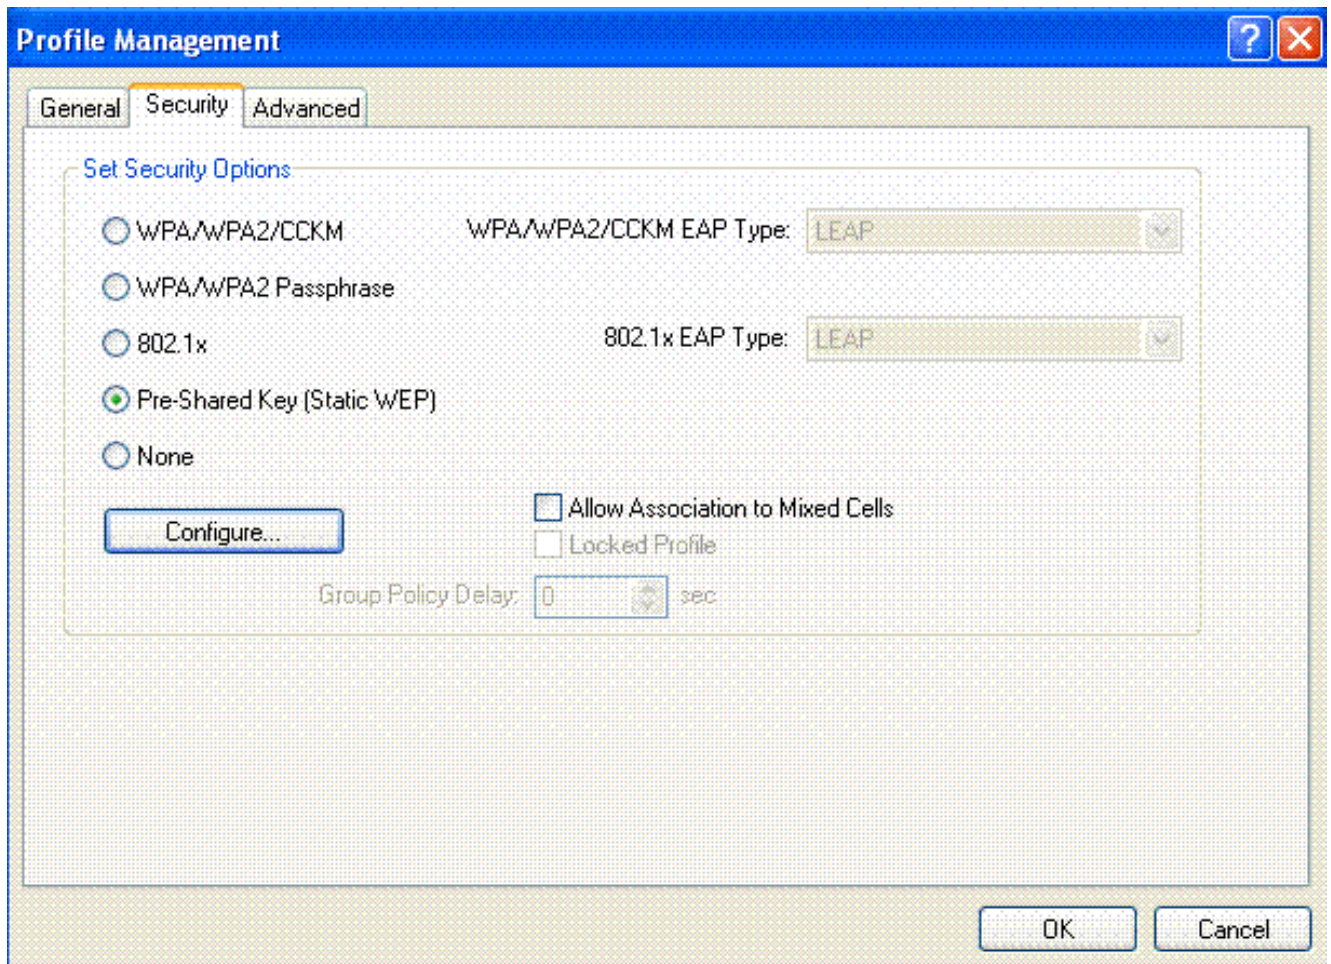 Profile Management
General Security Advanced
Set Security Options
WPA/WPA2/CCKM WPA/WPA2/CCKM EAP Type: LEAP
WPA/WPA2 Passphrase
802.1x 802.1x EAP Type: LEAP
Pre-Shared Key (Static WEP)
None
Configure... Allow Association to Mixed Cells
Locked Profile
Group Policy Delay: 0 sec
OK Cancel